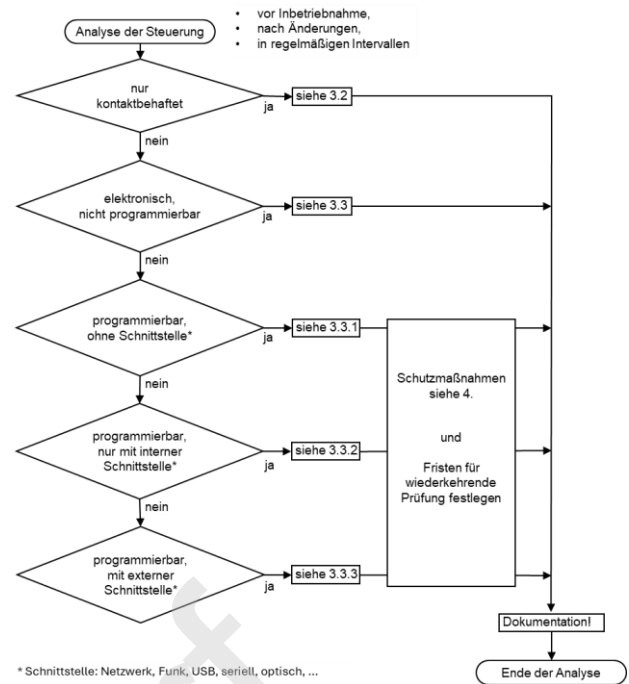 Analyse der Steuerung
• vor Inbetriebnahme,
• nach Änderungen,
• in regelmäßigen Intervallen
nur
kontaktbehaftet
ja
siehe 3.2
nein
elektronisch,
nicht programmierbar
ja
siehe 3.3
nein
programmierbar,
ohne Schnittstelle*
ja
siehe 3.3.1
Schutzmaßnahmen
siehe 4.
und
Fristen für
wiederkehrende
Prüfung festlegen
nein
programmierbar,
nur mit interner
Schnittstelle*
ja
siehe 3.3.2
nein
programmierbar,
mit externer
Schnittstelle*
ja
siehe 3.3.3
Dokumentation!
Ende der Analyse
* Schnittstelle: Netzwerk, Funk, USB, seriell, optisch, ...